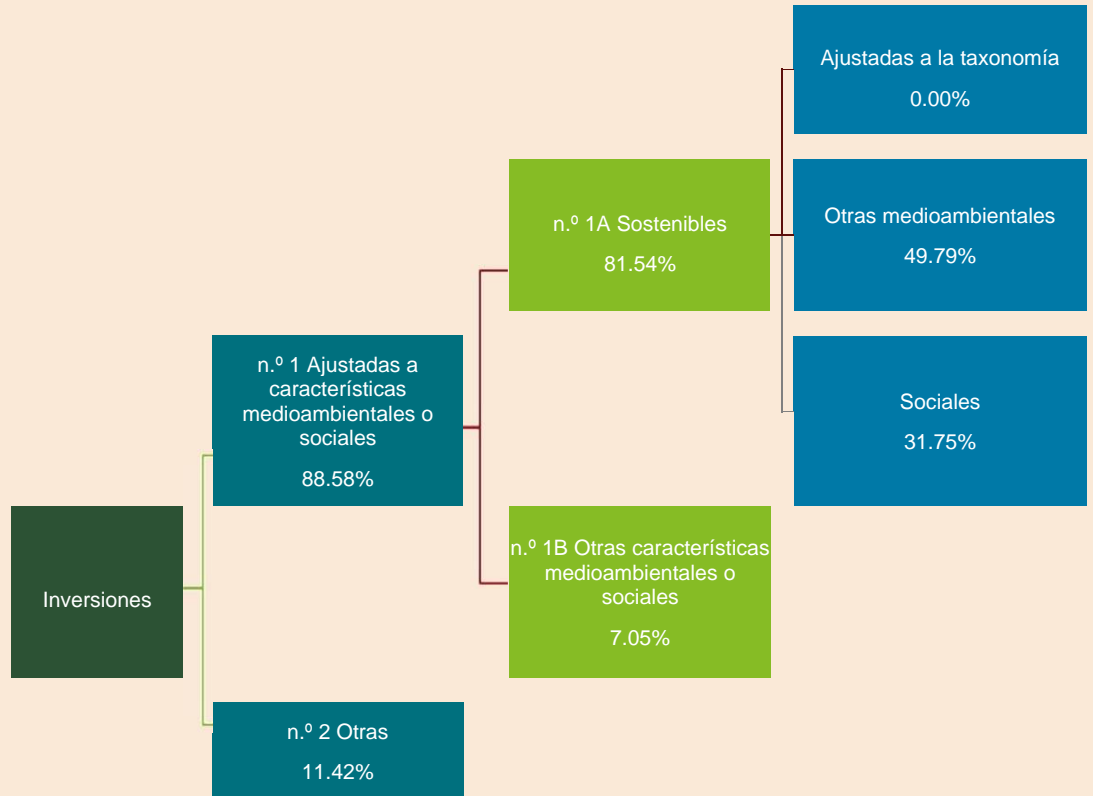 Inversiones
n.º 1 Ajustadas a
características
medioambientales o
sociales
88.58%
n.º 2 Otras
11.42%
n.º 1A Sostenibles
81.54%
n.º 1B Otras características
medioambientales o
sociales
7.05%
Ajustadas a la taxonomía
0.00%
Otras medioambientales
49.79%
Sociales
31.75%